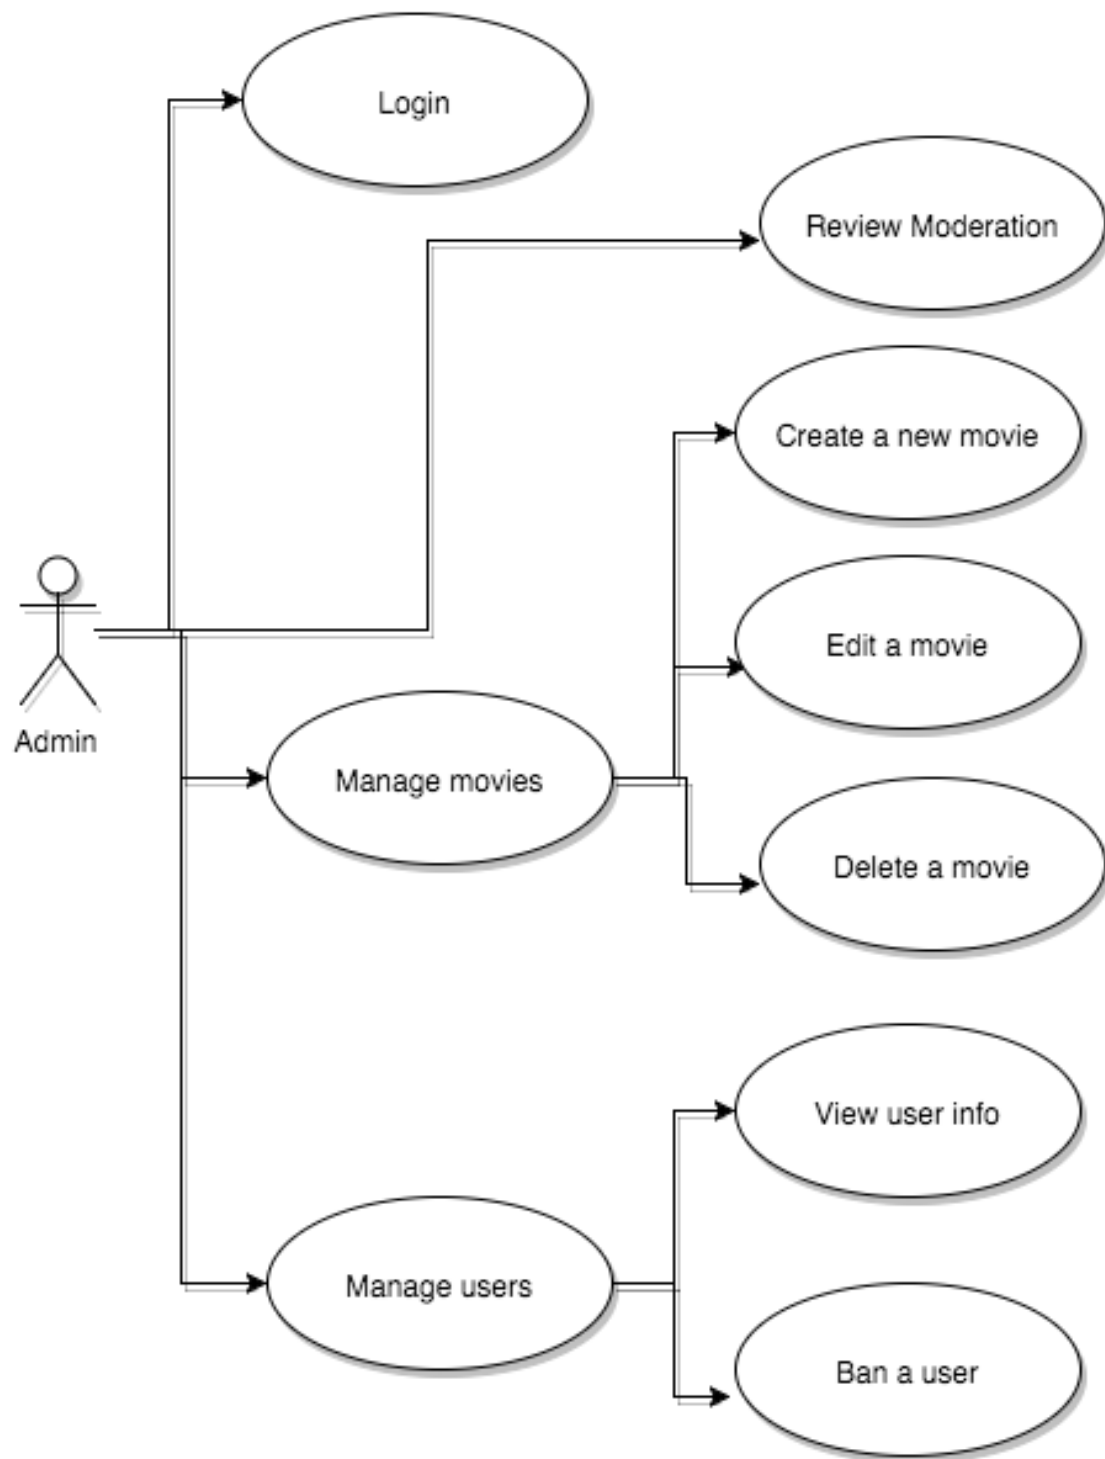 Login
Review Moderation
Create a new movie
Edit a movie
Admin
Manage movies
Delete a movie
View user info
Manage users
Ban a user